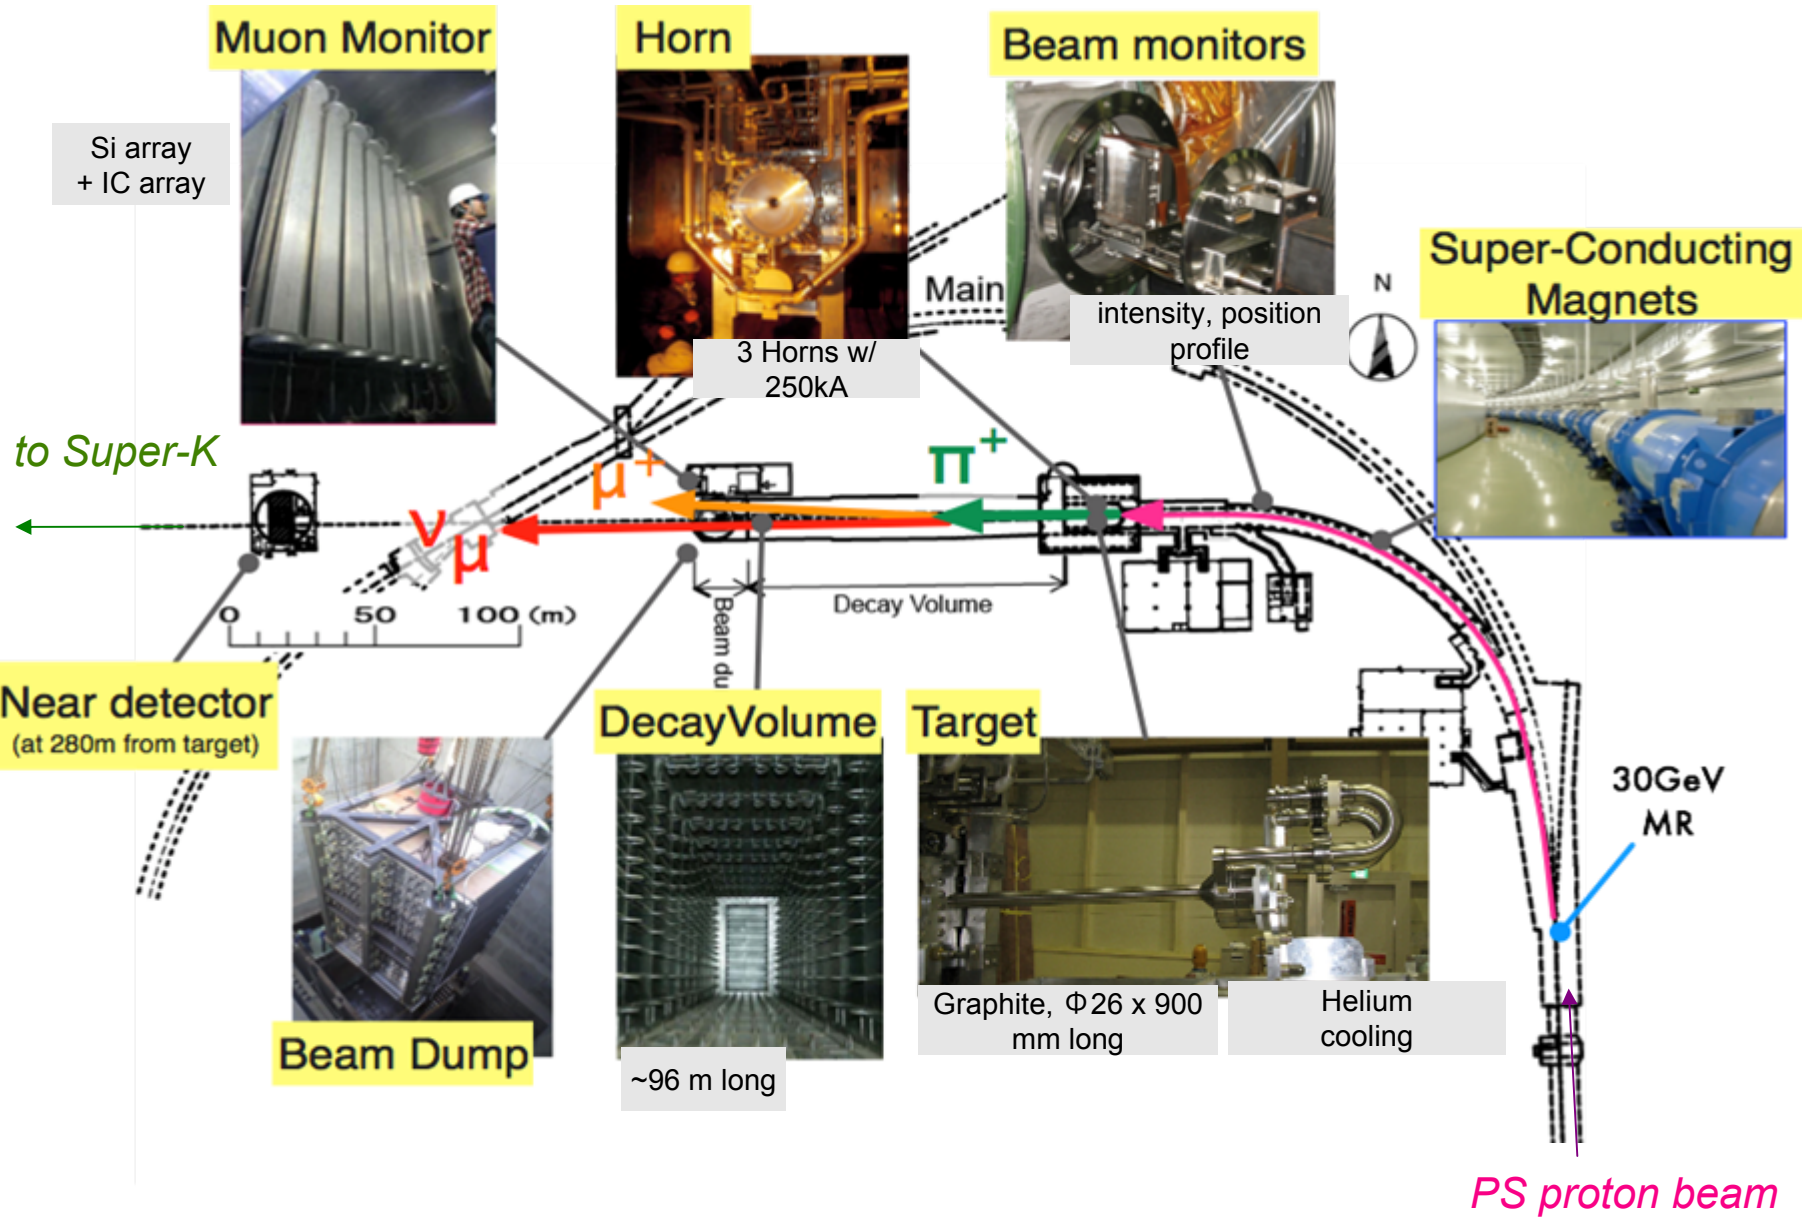 Muon Monitor
Horn
Beam monitors
Si array
+ IC array
Super-Conducting
Magnets
Main
N
intensity, position
profile
3 Horns w/
250kA
to Super-K
μ+
π+
νμ
0 50 100 (m)
Beam du
Decay Volume
Near detector
(at 280m from target)
DecayVolume
Target
30GeV
MR
Graphite, Φ26 x 900
mm long
Helium
cooling
Beam Dump
~96 m long
PS proton beam